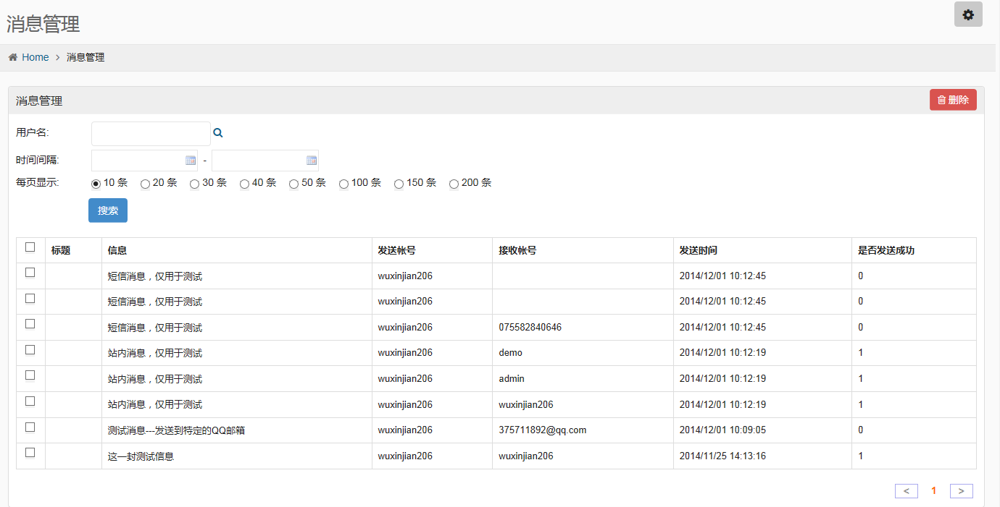 消息管理
Home > 消息管理
消息管理 删除
用户名:
时间间隔: -
每页显示: 10 条 20 条 30 条 40 条 50 条 100 条 150 条 200 条
搜索
标题 信息 发送帐号 接收帐号 发送时间 是否发送成功
短信消息，仅用于测试 wuxinjian206 2014/12/01 10:12:45 0
短信消息，仅用于测试 wuxinjian206 2014/12/01 10:12:45 0
短信消息，仅用于测试 wuxinjian206 075582840646 2014/12/01 10:12:45 0
站内消息，仅用于测试 wuxinjian206 demo 2014/12/01 10:12:19 1
站内消息，仅用于测试 wuxinjian206 admin 2014/12/01 10:12:19 1
站内消息，仅用于测试 wuxinjian206 wuxinjian206 2014/12/01 10:12:19 1
测试消息---发送到特定的QQ邮箱 wuxinjian206 375711892@qq.com 2014/12/01 10:09:05 0
这一封测试信息 wuxinjian206 wuxinjian206 2014/11/25 14:13:16 1
< 1 >